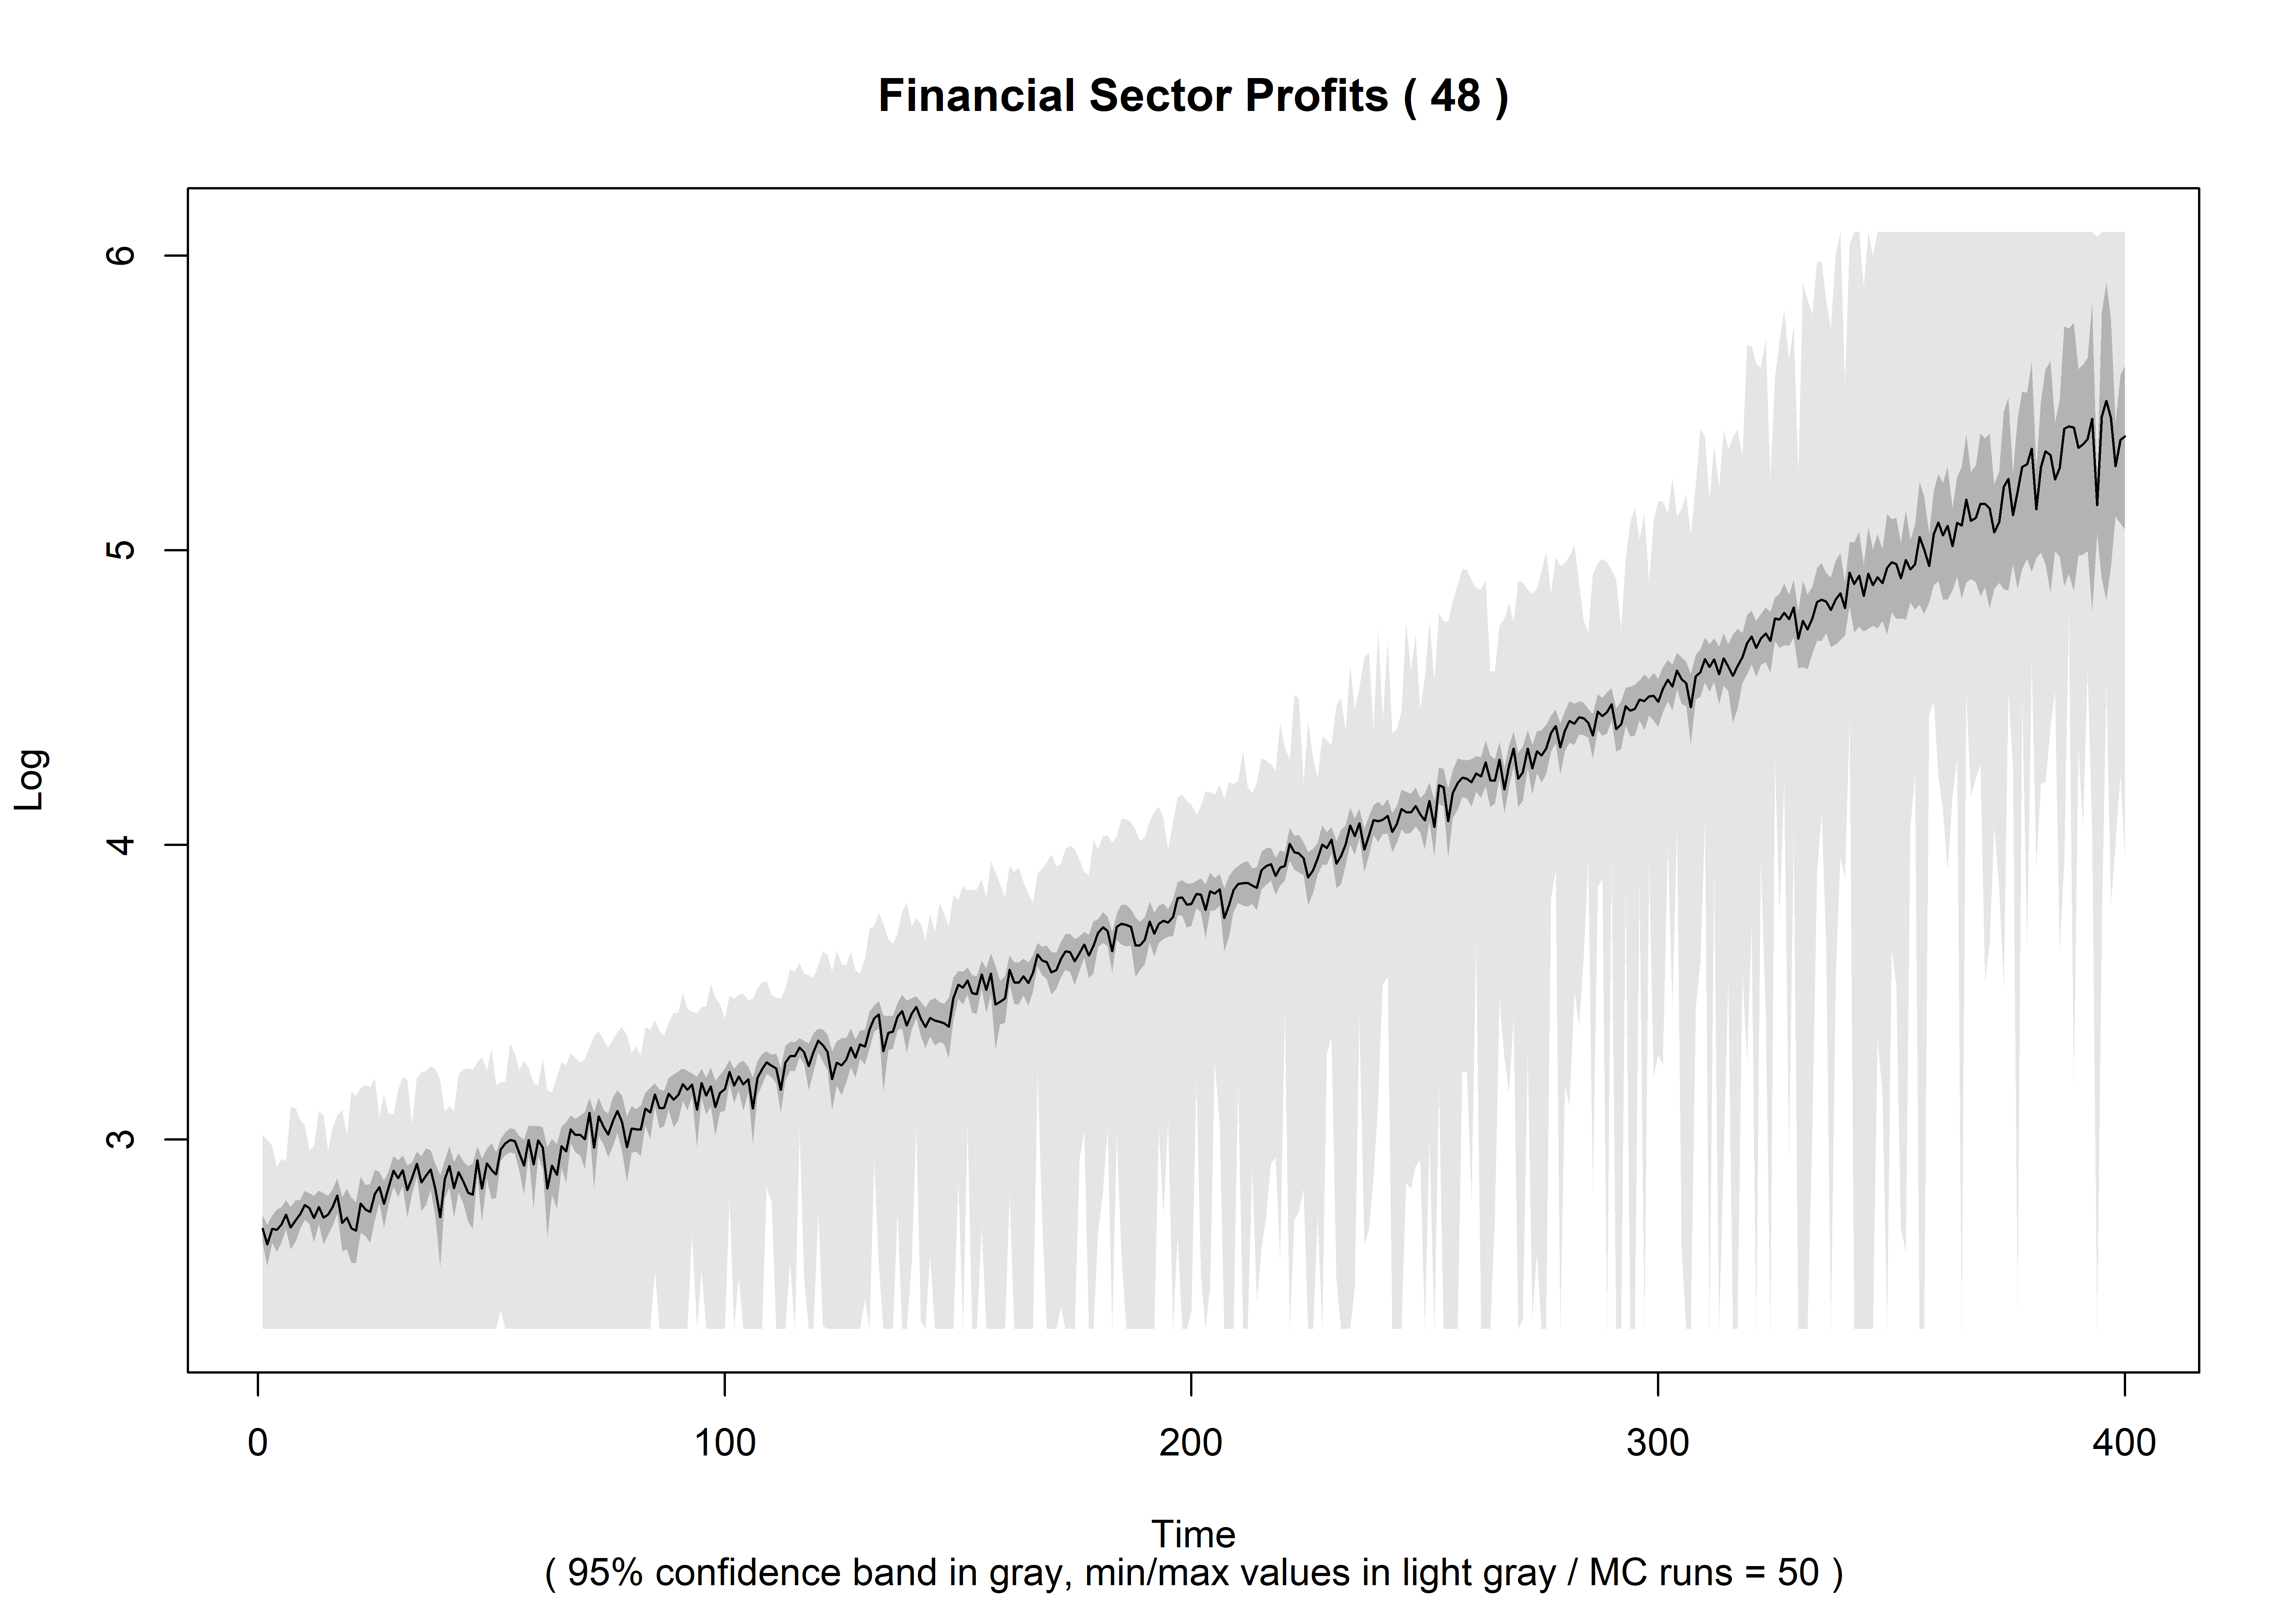 Financial Sector Profits ( 48 )
6
5
4
3
Log
0 100 200 300 400
Time
( 95% confidence band in gray, min/max values in light gray / MC runs = 50 )